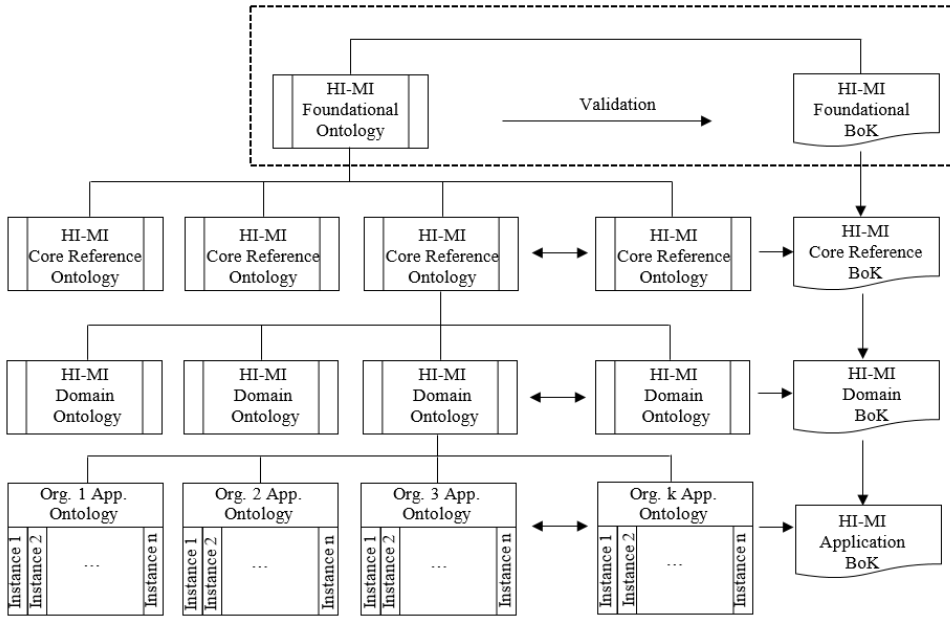 HI-MI
Foundational
Ontology
Validation
HI-MI
Foundational
BoK
HI-MI
Core Reference
Ontology
HI-MI
Core Reference
Ontology
HI-MI
Core Reference
Ontology
HI-MI
Core Reference
Ontology
HI-MI
Core Reference
BoK
HI-MI
Domain
Ontology
HI-MI
Domain
Ontology
HI-MI
Domain
Ontology
HI-MI
Domain
Ontology
HI-MI
Domain
BoK
Org. 1 App.
Ontology
Instance 1
Instance 2
...
Instance n
Org. 2 App.
Ontology
Instance 1
Instance 2
...
Instance n
Org. 3 App.
Ontology
Instance 1
Instance 2
...
Instance n
Org. k App.
Ontology
Instance 1
Instance 2
...
Instance n
HI-MI
Application
BoK